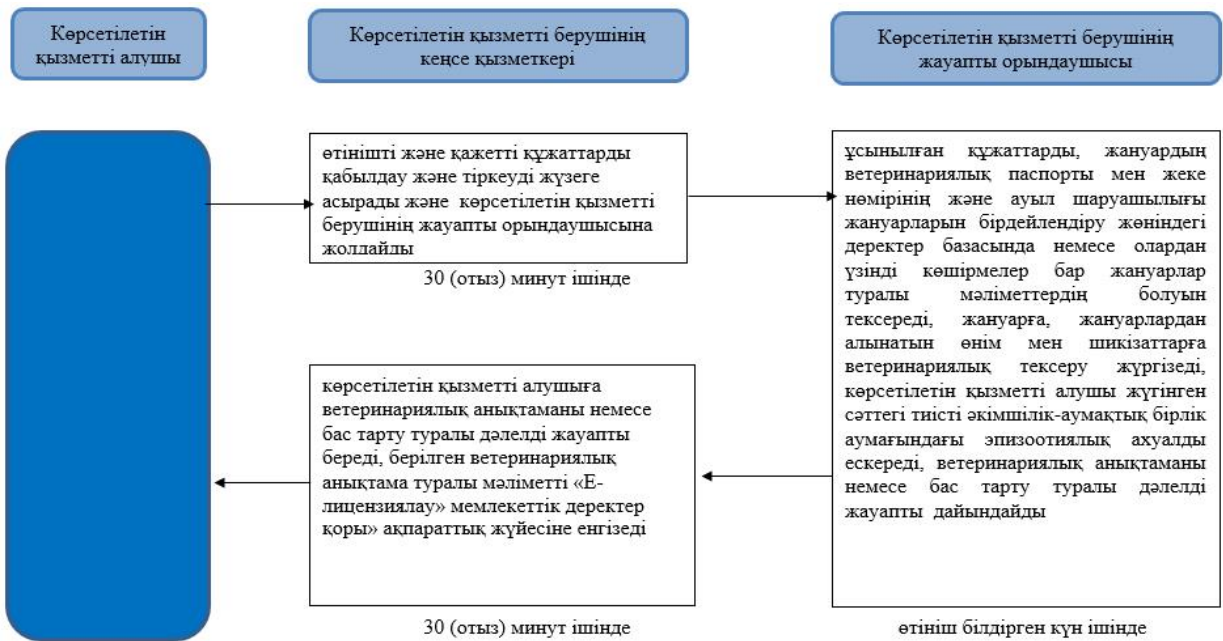 Көрсетілетін
қызметті алушы
Көрсетілетін қызметті берушінің
кеңсе қызметкері
Көрсетілетін қызметті берушінің
жауапты орындаушысы
өтінішті және қажетті құжаттарды
қабылдау және тіркеуді жүзеге
асырады және көрсетілетін қызметті
берушінің жауапты орындаушысына
жолдайды
30 (отыз) минут ішінде
ұсынылған құжаттарды, жануардың
ветеринариялық паспорты мен жеке
нөмірінің және ауыл шаруашылығы
жануарларын бірдейлендіру жөніндегі
деректер базасында немесе олардан
үзінді көшірмелер бар жануарлар
туралы мәліметтердің болуын
тексереді, жануарға, жануарлардан
алынатын өнім мен шикізаттарға
ветеринариялық тексеру жүргізеді,
көрсетілетін қызметті алушы жүгінген
сәттегі тиісті әкімшілік-аумақтық бірлік
аумағындағы эпизоотиялық ахуалды
ескереді, ветеринариялық анықтаманы
немесе бас тарту туралы дәлелді
жауапты дайындайды
өтініш білдірген күн ішінде
көрсетілетін қызметті алушыға
ветеринариялық анықтаманы немесе
бас тарту туралы дәлелді жауапты
береді, берілген ветеринариялық
анықтама туралы мәліметті «Е-
лицензиялау» мемлекеттік деректер
қоры» ақпараттық жүйесіне енгізеді
30 (отыз) минут ішінде